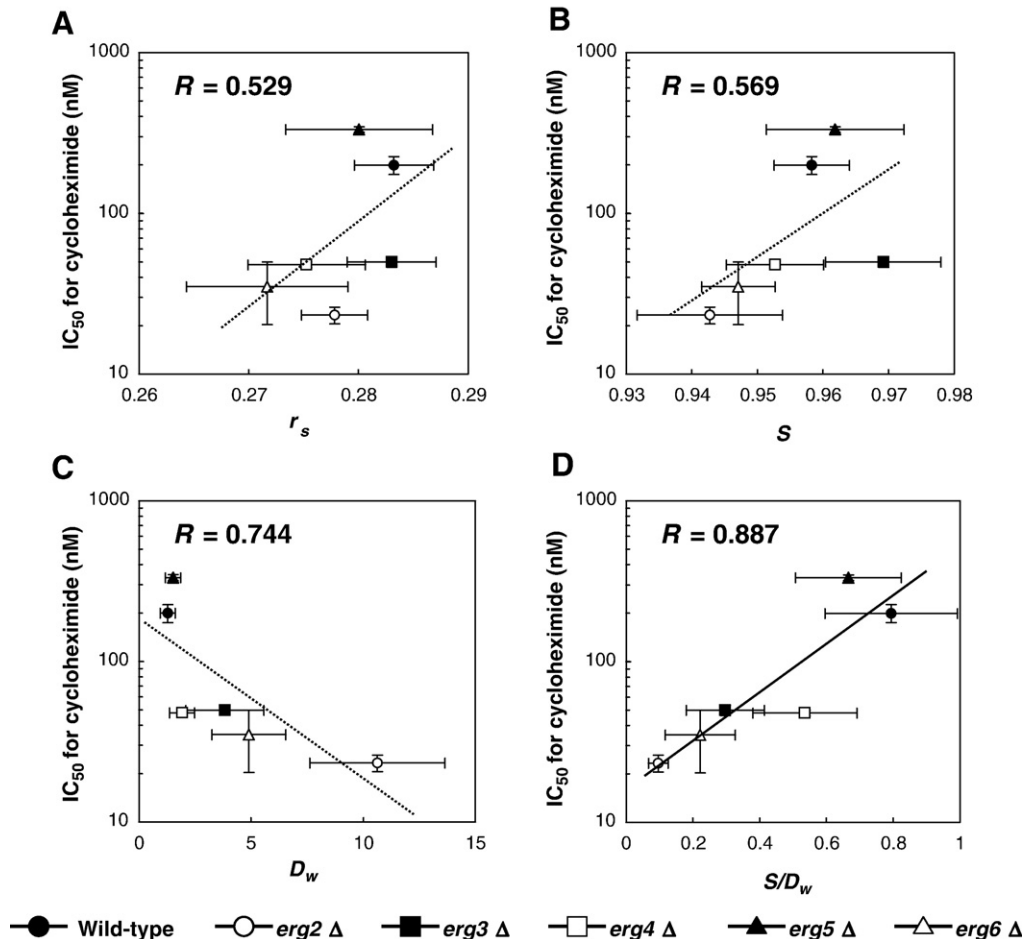 A
IC50 for cycloheximide (nM)
1000
100
10
R = 0.529
0.26 0.27 0.28 0.29
rs
B
IC50 for cycloheximide (nM)
1000
100
10
R = 0.569
0.93 0.94 0.95 0.96 0.97 0.98
S
C
IC50 for cycloheximide (nM)
1000
100
10
R = 0.744
0 5 10 15
Dw
D
IC50 for cycloheximide (nM)
1000
100
10
R = 0.887
0 0.2 0.4 0.6 0.8 1
S/Dw
Wild-type erg2 Δ erg3 Δ erg4 Δ erg5 Δ erg6 Δ